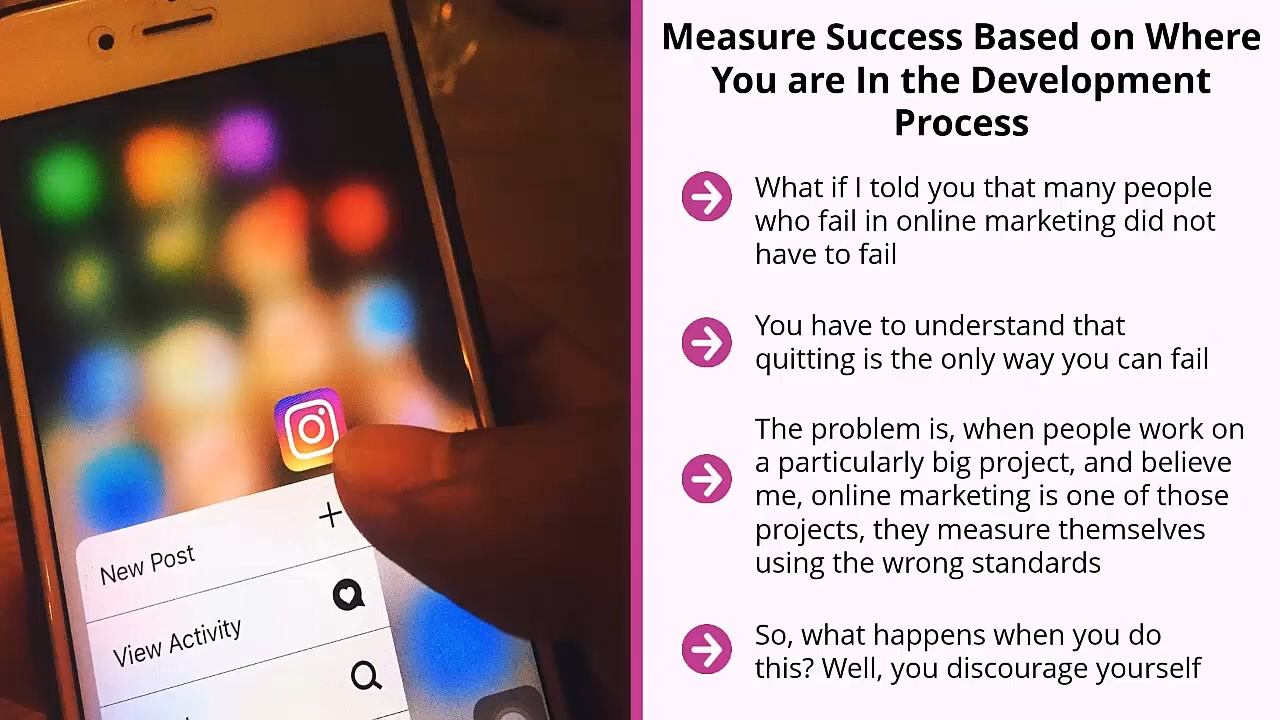 Measure Success Based on Where
You are In the Development
Process
What if I told you that many people
who fail in online marketing did not
have to fail
You have to understand that
quitting is the only way you can fail
The problem is, when people work on
a particularly big project, and believe
me, online marketing is one of those
projects, they measure themselves
using the wrong standards
So, what happens when you do
this? Well, you discourage yourself
New Post
View Activity